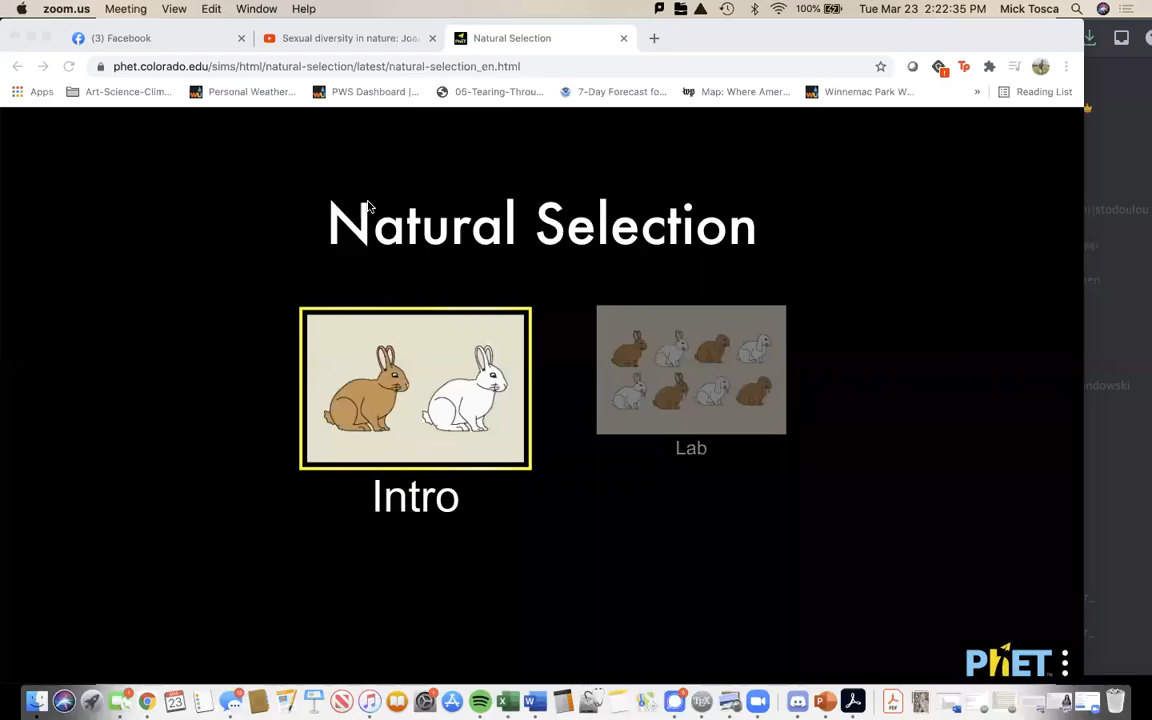 zoom.us Meeting View Edit Window Help 100% Tue Mar 23 2:22:35 PM Mick Tosca
(3) Facebook Sexual diversity in nature: Joa Natural Selection
phet.colorado.edu/sims/html/natural-selection/latest/natural-selection_en.html
Apps Art-Science-Clim... Personal Weather... PWS Dashboard |... 05-Tearing-Throu... 7-Day Forecast fo... Map: Where Amer... Winnemac Park W... » Reading List
Natural Selection
Intro
Lab
PhET